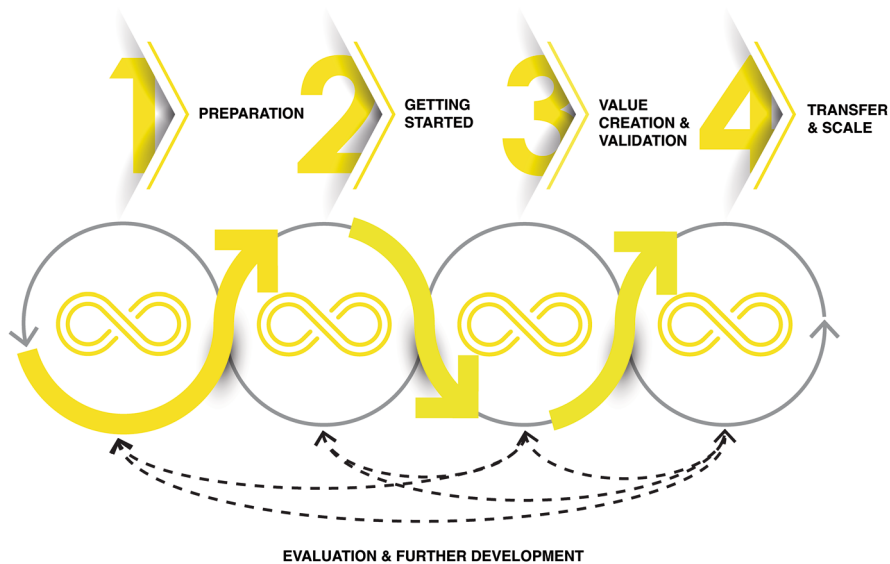 1
PREPARATION
2
GETTING
STARTED
3
VALUE
CREATION &
VALIDATION
4
TRANSFER
& SCALE
EVALUATION & FURTHER DEVELOPMENT